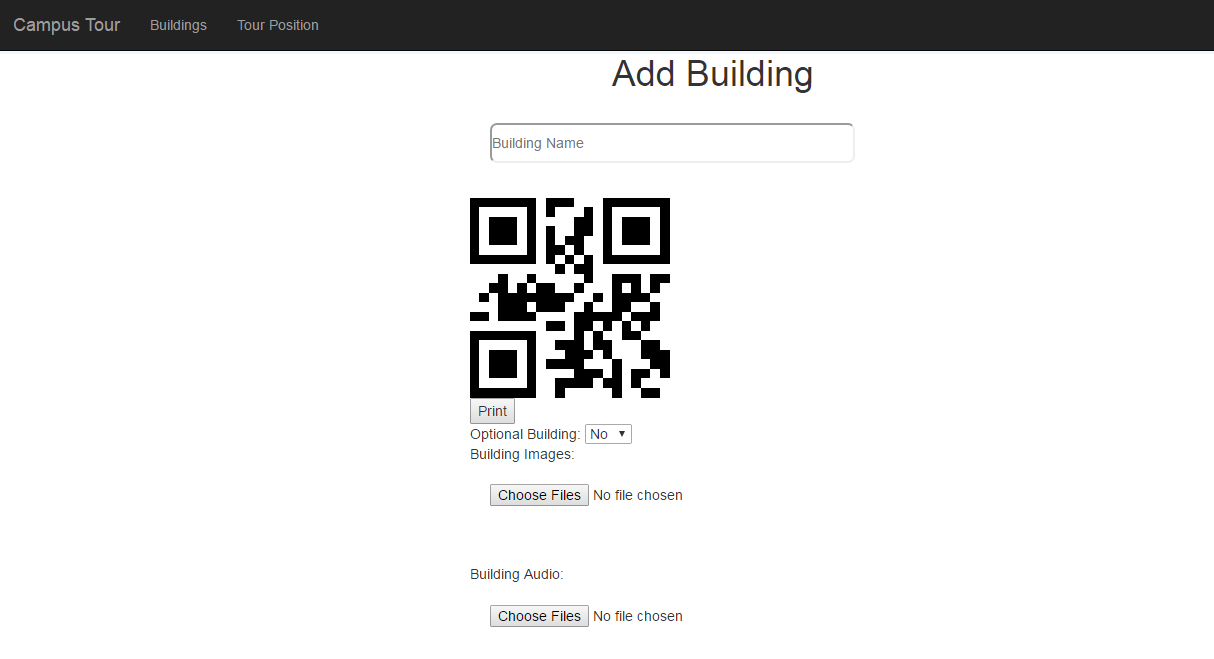 Campus Tour Buildings Tour Position
Add Building
Building Name
Print
Optional Building: No
Building Images:
Choose Files No file chosen
Building Audio:
Choose Files No file chosen